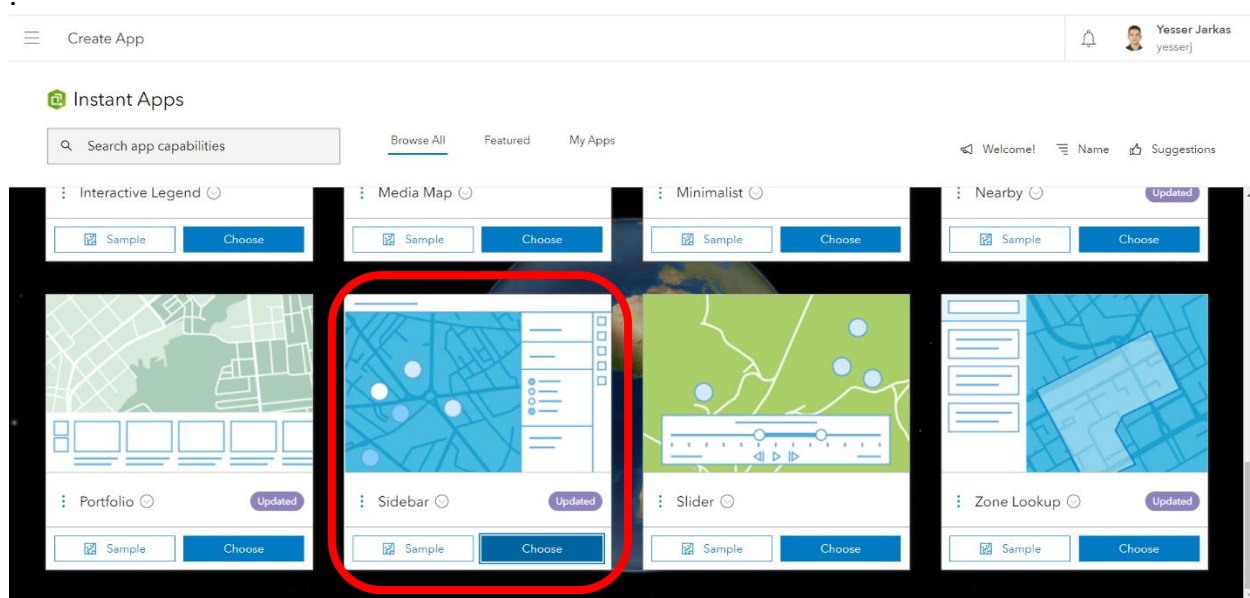 .
Create App
Yesser Jarkas
yesserj
Instant Apps
Search app capabilities
Browse All Featured My Apps
Welcome! Name Suggestions
Interactive Legend Media Map Minimalist Nearby Updated
Sample Choose Sample Choose Sample Choose Sample Choose
Portfolio Updated Sidebar Updated Slider Zone Lookup Updated
Sample Choose Sample Choose Sample Choose Sample Choose